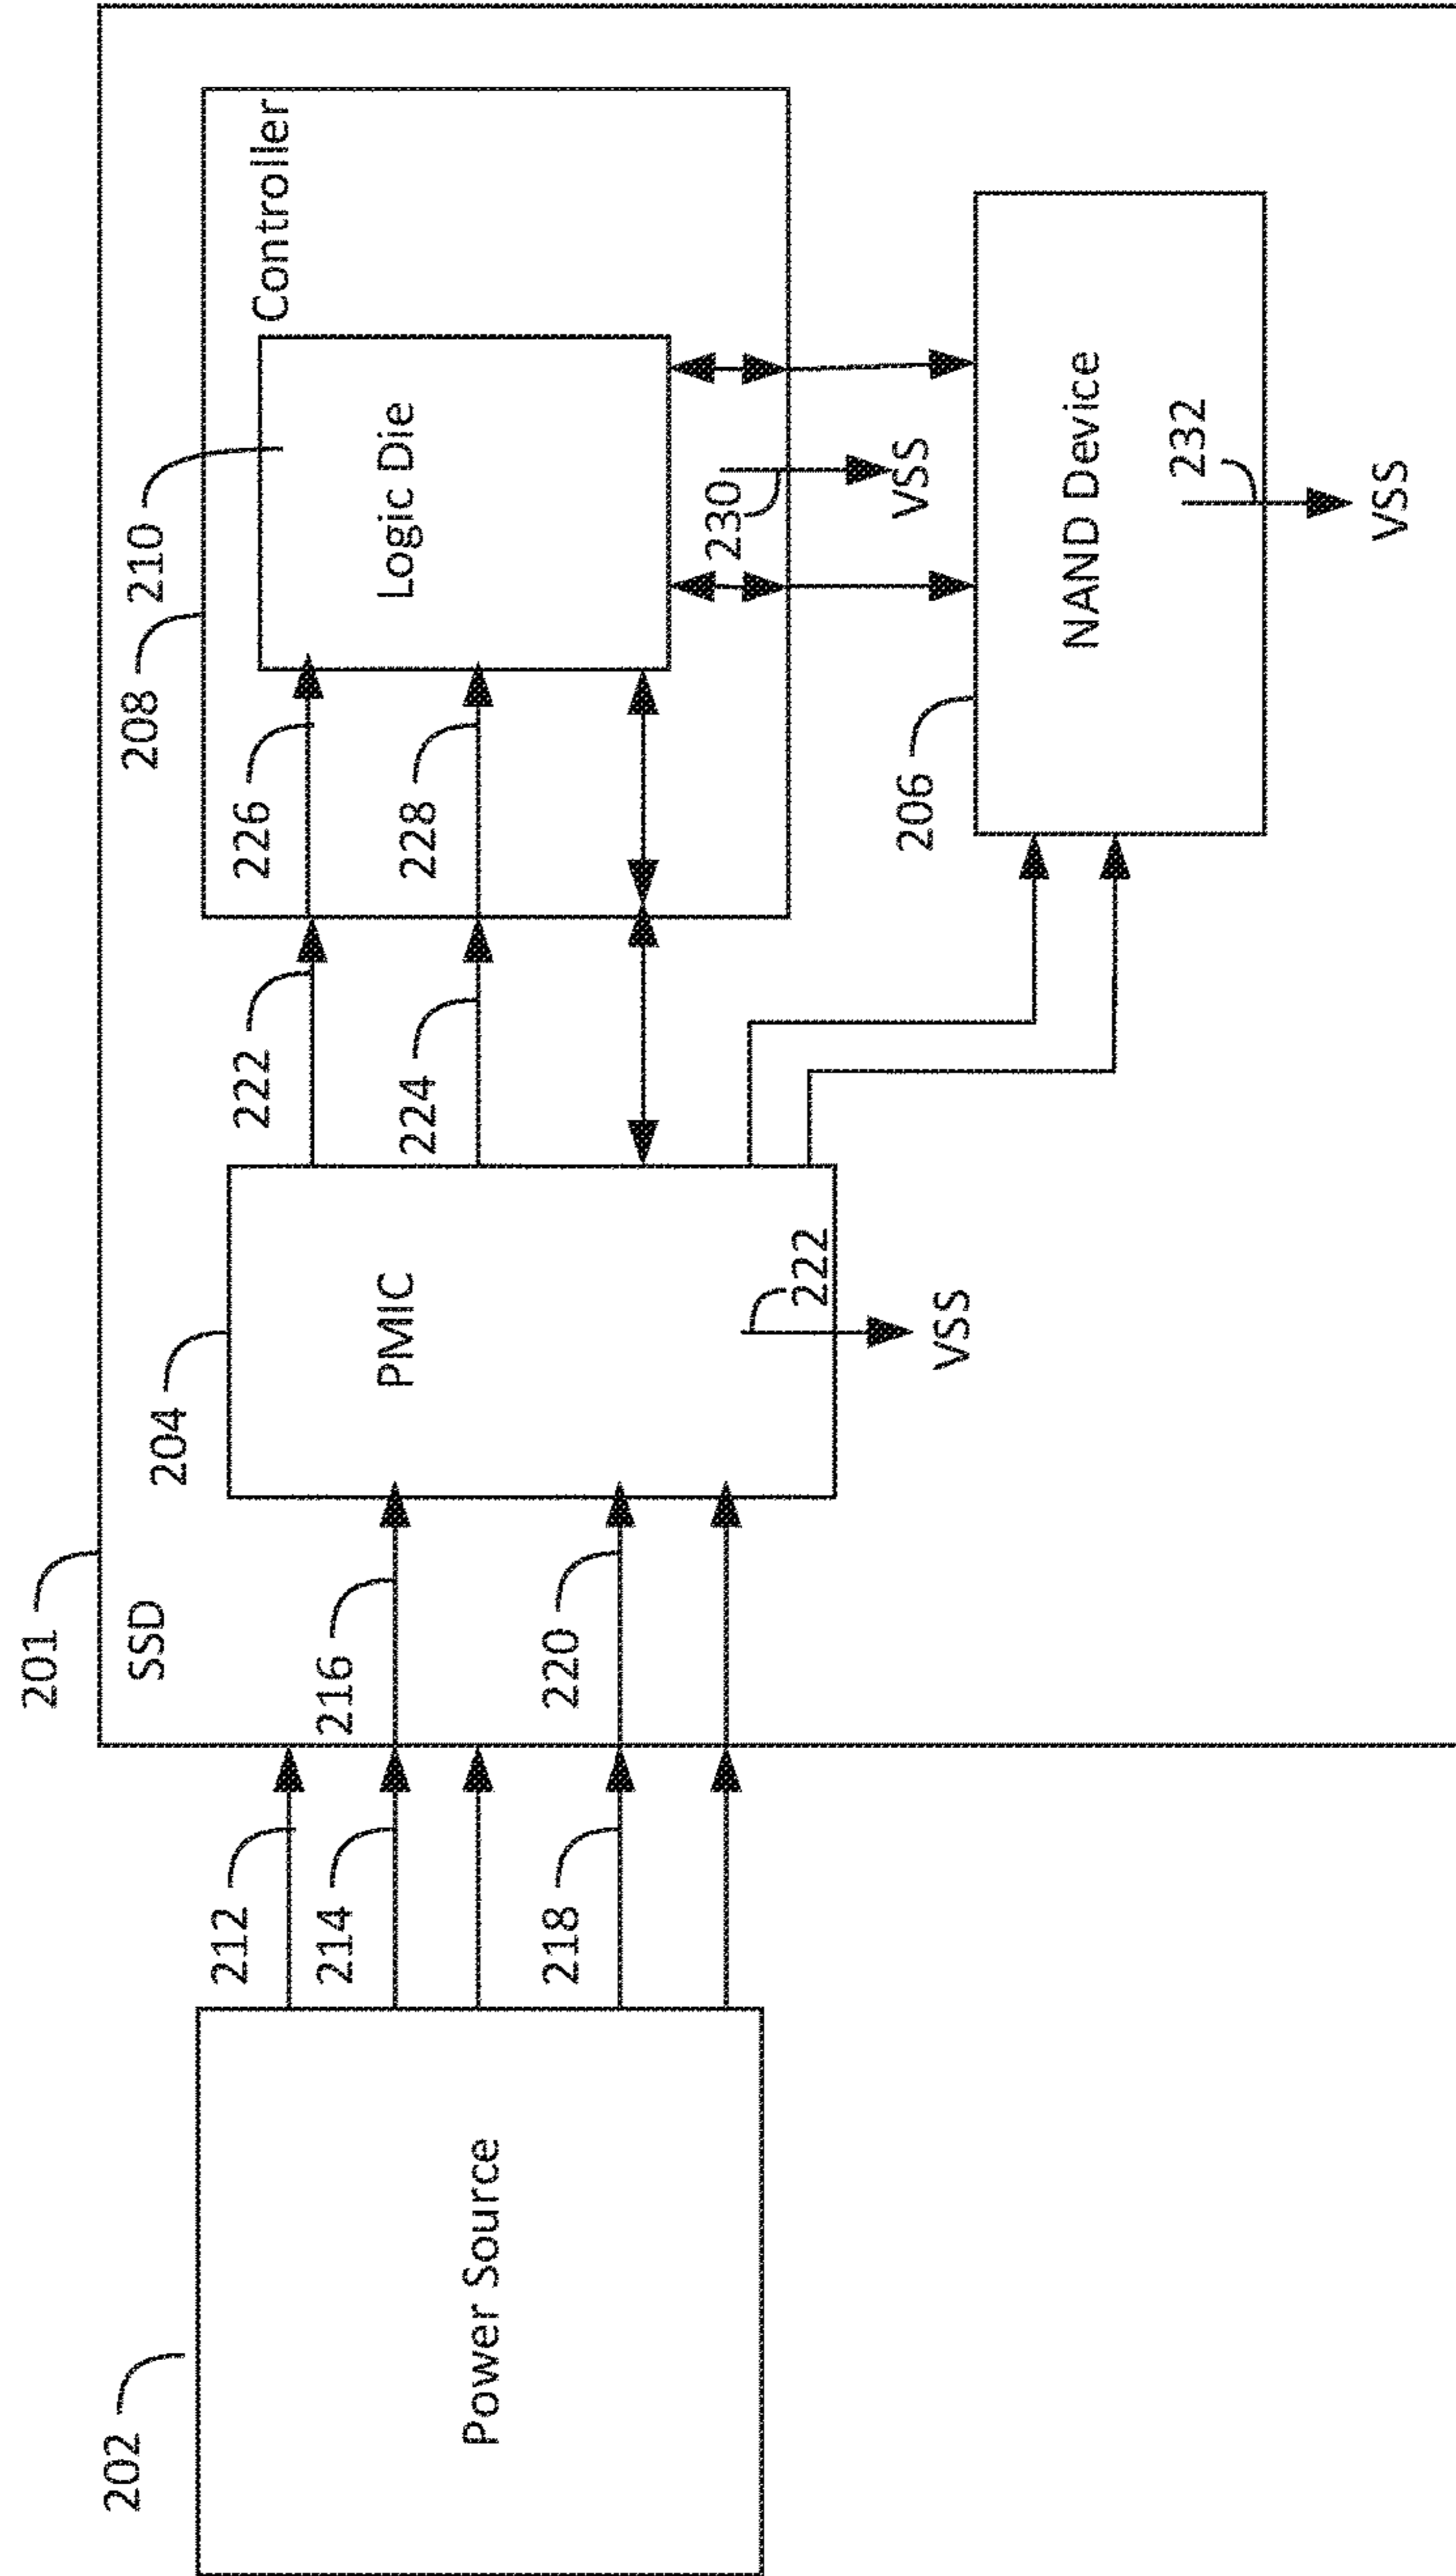 202
Power Source
212
214
218
201
SSD
216
220
204
PMIC
222
VSS
222
224
208
210
Controller
226
228
Logic Die
230
VSS
206
NAND Device
232
VSS